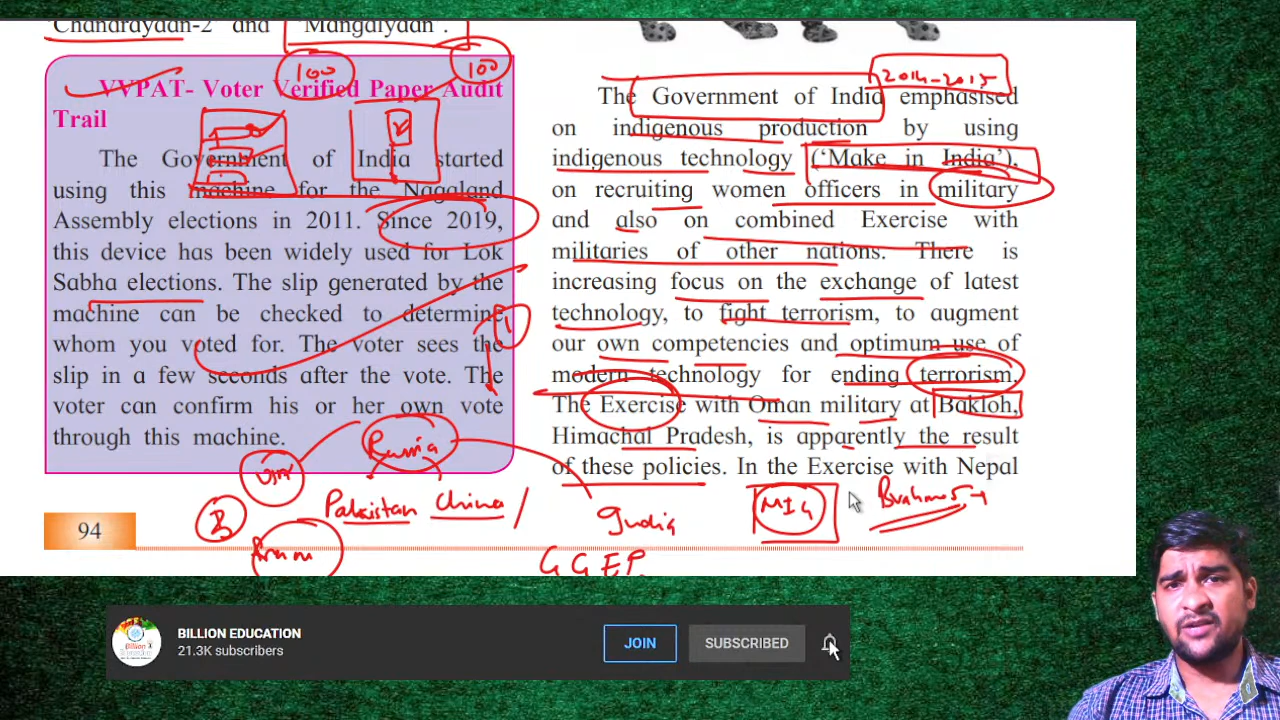 Chandrayaan-2 and 'Mangalyaan'.
100
100
VVPAT- Voter Verified Paper Audit
Trail
The Government of India started
using this machine for the Nagaland
Assembly elections in 2011. Since 2019,
this device has been widely used for Lok
Sabha elections. The slip generated by the
machine can be checked to determine
whom you voted for. The voter sees the
slip in a few seconds after the vote. The
voter can confirm his or her own vote
through this machine.
1
Russia
Pakistan China /
India
94
2014-2015
The Government of India emphasised
on indigenous production by using
indigenous technology ('Make in India'),
on recruiting women officers in military
and also on combined Exercise with
militaries of other nations. There is
increasing focus on the exchange of latest
technology, to fight terrorism, to augment
our own competencies and optimum use of
modern technology for ending terrorism.
The Exercise with Oman military at Bakloh,
Himachal Pradesh, is apparently the result
of these policies. In the Exercise with Nepal
MIG
Brahmos
GGEP
BILLION EDUCATION
21.3K subscribers
JOIN
SUBSCRIBED